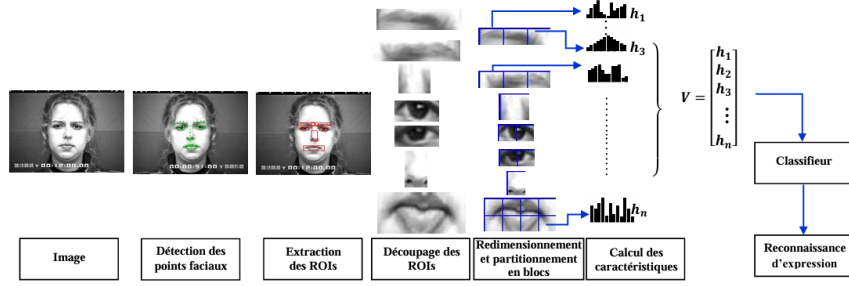 h1
h3
hn
V =
h1
h2
h3
hn
Classifieur
Image
Détection des
points faciaux
Extraction
des ROIs
Découpage des
ROIs
Redimensionnement
et partitionnement
en blocs
Calcul des
caractéristiques
Reconnaissance
d'expression